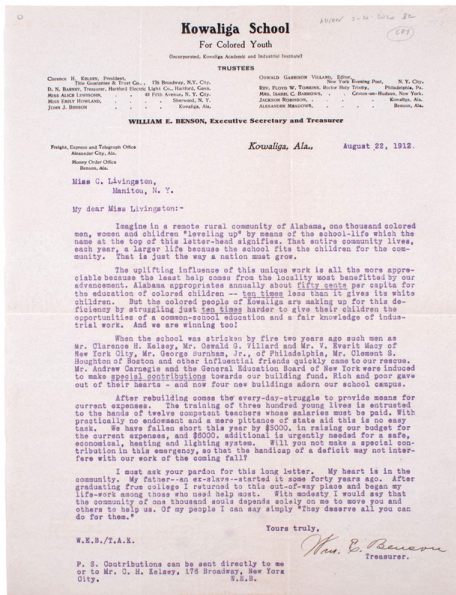 Kowaliga School
For Colored Youth
(Incorporated, Kowaliga Academic and Industrial Institute)
TRUSTEES
Clarence H. Kelsey, President,
Title Guarantee & Trust Co., 176 Broadway, N.Y. City.
D. N. Barney, Treasurer, Hartford Electric Light Co., Hartford, Conn.
Miss Alice Lewisohn, 43 Fifth Avenue, N. Y. City.
Miss Emily Howland, Sherwood, N. Y.
John J. Benson Kowaliga, Ala.
Oswald Garrison Villard, Editor,
New York Evening Post, N. Y. City.
Rev. Floyd W. Tomkins, Rector Holy Trinity, Philadelphia, Pa.
Mrs. Isabel C. Barrows, Croton-on-Hudson, New York.
Jackson Robinson, Kowaliga, Ala.
Alexander Benson, Ala.
WILLIAM E. BENSON, Executive Secretary and Treasurer
Freight, Express and Telegraph Office
Alexander City, Ala.
Money Order Office
Benson, Ala.
Kowaliga, Ala., August 22, 1912.
Miss C. Livingston,
Manitou, N. Y.
My dear Miss Livingston:-
Imagine in a remote rural community of Alabama, one thousand colored
men, women and children "leveling up" by means of the school-life which the
name at the top of this letter-head signifies. That entire community lives,
each year, a larger life because the school fits the children for the com-
munity. That is just the way a nation must grow.
The uplifting influence of this unique work is all the more appre-
ciable because the least help comes from the locality most benefitted by our
advancement. Alabama appropriates annually about fifty cents per capita for
the education of colored children -- ten times less than it gives its white
children. But the colored people of Kowaliga are making up for this de-
ficiency by struggling just ten times harder to give their children the
opportunities of a common-school education and a fair knowledge of indus-
trial work. And we are winning too!
When the school was stricken by fire two years ago such men as
Mr. Clarence H. Kelsey, Mr. Oswald G. Villard and Mr. V. Everit Macy of
New York City, Mr. George Burnham, Jr., of Philadelphia, Mr. Clement S.
Houghton of Boston and other influential friends quickly came to our rescue.
Mr. Andrew Carnegie and the General Education Board of New York were induced
to make special contributions towards our building fund. Rich and poor gave
out of their hearts - and now four new buildings adorn our school campus.
After rebuilding comes the every-day-struggle to provide means for
current expenses. The training of three hundred young lives is entrusted
to the hands of twelve competent teachers whose salaries must be paid. With
practically no endowment and a mere pittance of state aid this is no easy
task. We have fallen short this year by $5000. in raising our budget for
the current expenses, and $6000. additional is urgently needed for a safe,
economical, heating and lighting system. Will you not make a special con-
tribution in this emergency, so that the handicap of a deficit may not inter-
fere with our work of the coming fall?
I must ask your pardon for this long letter. My heart is in the
community. My father--an ex-slave--started it some forty years ago. After
graduating from college I returned to this out-of-way place and began my
life-work among those who need help most. With modesty I would say that
the community of one thousand souls depends solely on me to move you and
others to help us. Of my people I can say simply "They deserve all you can
do for them."
Yours truly,
W.E.B./T.A.K.
Wm. E. Benson
Treasurer.
P. S. Contributions can be sent directly to me
or to Mr. C. H. Kelsey, 176 Broadway, New York
City. W.E.B.